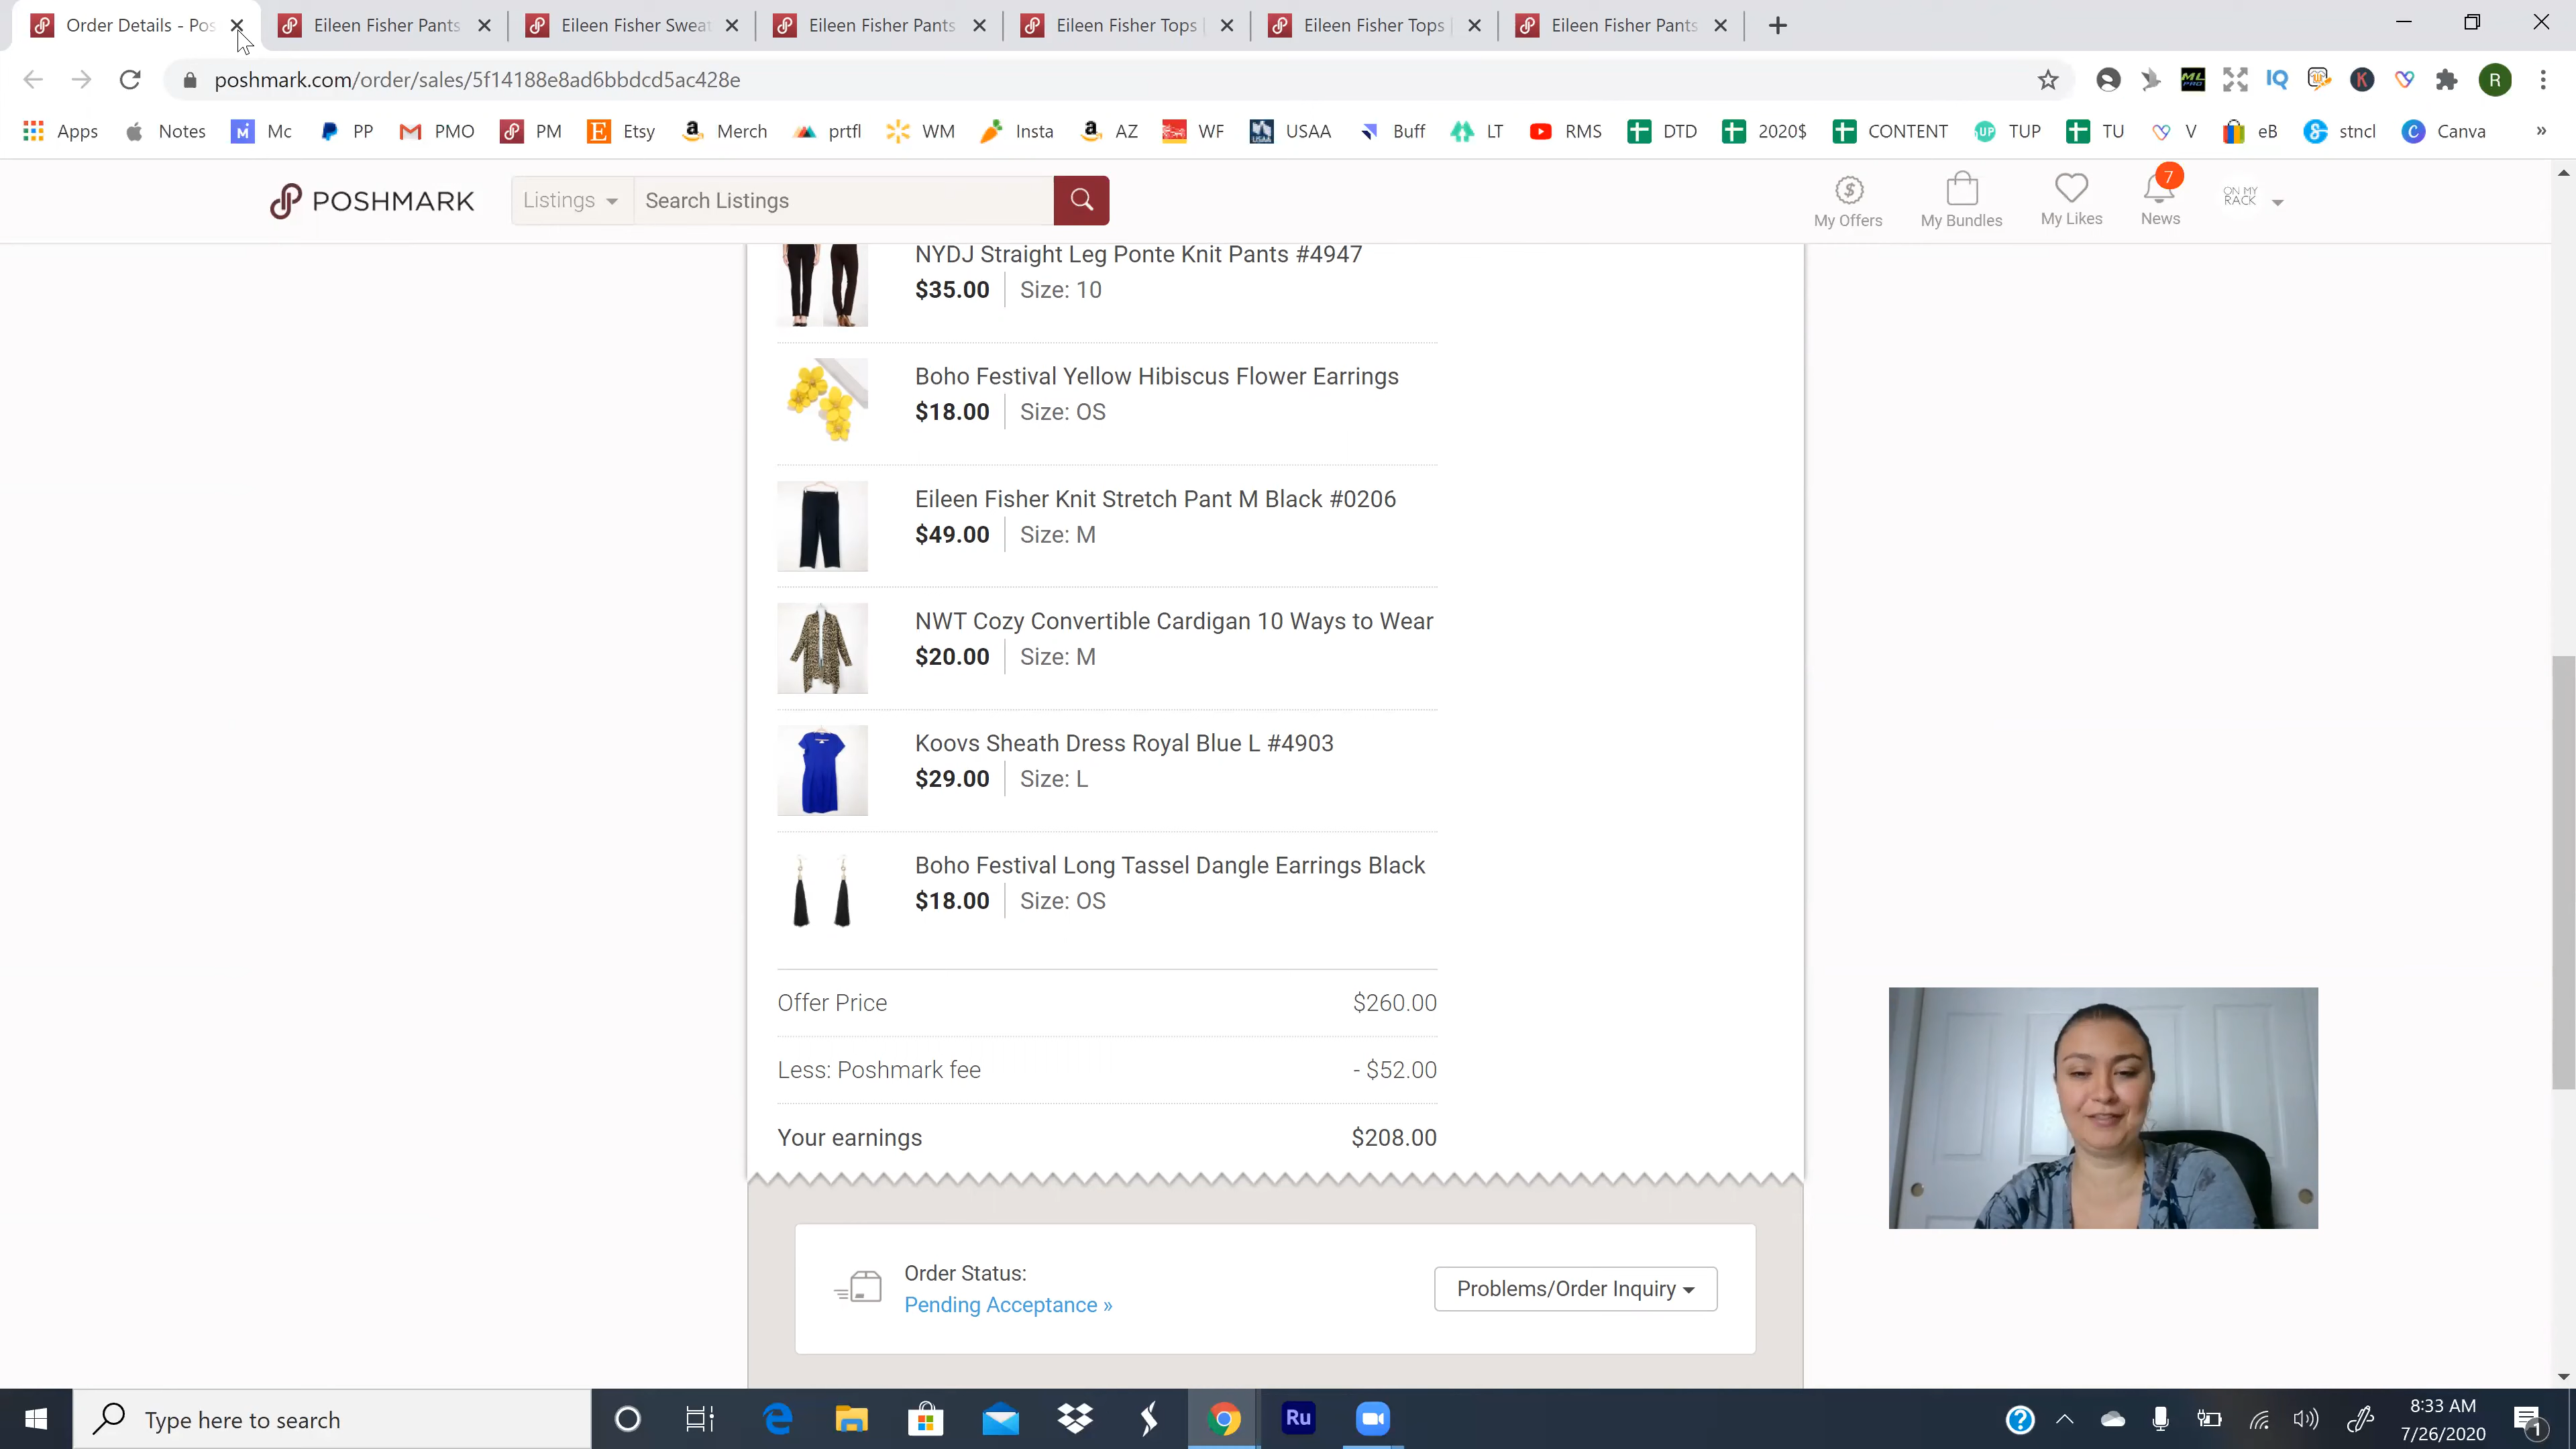 Order Details - Pos
Eileen Fisher Pants
Eileen Fisher Sweat
Eileen Fisher Pants
Eileen Fisher Tops |
Eileen Fisher Tops |
Eileen Fisher Pants
poshmark.com/order/sales/5f14188e8ad6bbdcd5ac428e
ML PRO
IQ
K
R
Apps Notes Mc PP PMO PM Etsy Merch prtfl WM Insta AZ WF USAA Buff LT RMS DTD 2020$ CONTENT TUP TU V eB stncl Canva »
POSHMARK
Listings
Search Listings
My Offers
My Bundles
My Likes
7
News
ON MY
RACK
NYDJ Straight Leg Ponte Knit Pants #4947
$35.00 Size: 10
Boho Festival Yellow Hibiscus Flower Earrings
$18.00 Size: OS
Eileen Fisher Knit Stretch Pant M Black #0206
$49.00 Size: M
NWT Cozy Convertible Cardigan 10 Ways to Wear
$20.00 Size: M
Koovs Sheath Dress Royal Blue L #4903
$29.00 Size: L
Boho Festival Long Tassel Dangle Earrings Black
$18.00 Size: OS
Offer Price $260.00
Less: Poshmark fee - $52.00
Your earnings $208.00
Order Status:
Pending Acceptance »
Problems/Order Inquiry
Type here to search
Ru
8:33 AM
7/26/2020
1